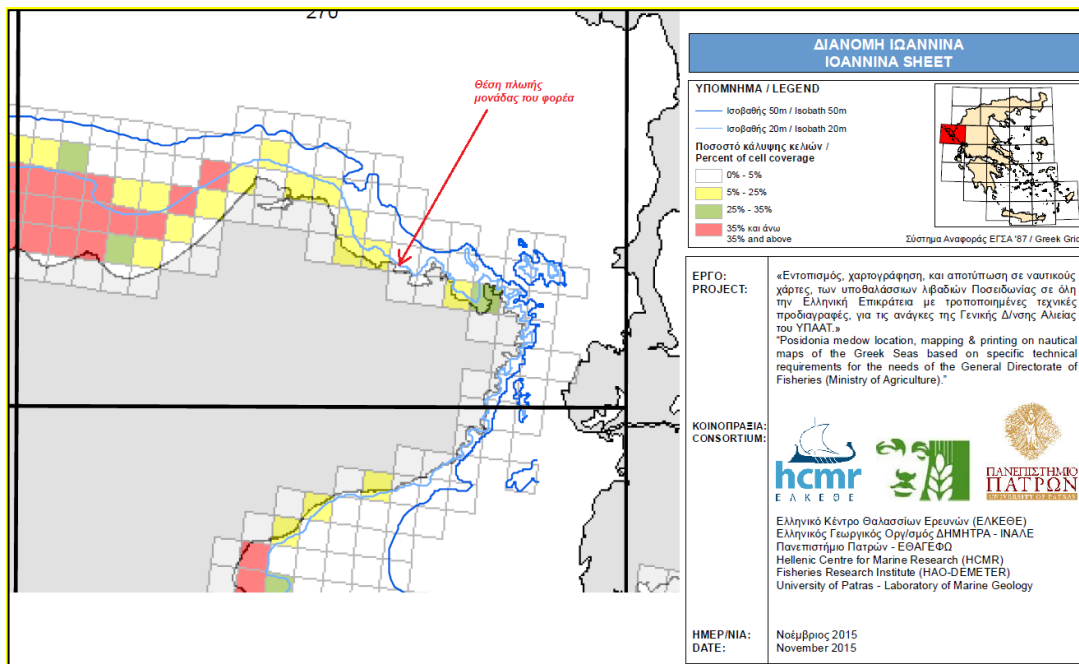 270
Θέση πλωτής
μονάδας του φορέα
ΔΙΑΝΟΜΗ ΙΩΑΝΝΙΝΑ
IOANNINA SHEET
ΥΠΟΜΝΗΜΑ / LEGEND
Ισοβαθής 50m / Isobath 50m
Ισοβαθής 20m / Isobath 20m
Ποσοστό κάλυψης κελιών /
Percent of cell coverage
0% - 5%
5% - 25%
25% - 35%
35% και άνω
35% and above
Σύστημα Αναφοράς ΕΓΣΑ '87 / Greek Grid
ΕΡΓΟ:
PROJECT:
«Εντοπισμός, χαρτογράφηση, και αποτύπωση σε ναυτικούς
χάρτες, των υποθαλάσσιων λιβαδιών Ποσειδωνίας σε όλη
την Ελληνική Επικράτεια με τροποποιημένες τεχνικές
προδιαγραφές, για τις ανάγκες της Γενικής Δ/νσης Αλιείας
του ΥΠΑΑΤ.»
"Posidonia medow location, mapping & printing on nautical
maps of the Greek Seas based on specific technical
requirements for the needs of the General Directorate of
Fisheries (Ministry of Agriculture)."
ΚΟΙΝΟΠΡΑΞΙΑ:
CONSORTIUM:
hcmr
ΕΛΚΕΘΕ
ΠΑΝΕΠΙΣΤΗΜΙΟ
ΠΑΤΡΩΝ
UNIVERSITY OF PATRAS
Ελληνικό Κέντρο Θαλασσίων Ερευνών (ΕΛΚΕΘΕ)
Ελληνικός Γεωργικός Οργ/σμός ΔΗΜΗΤΡΑ - ΙΝΑΛΕ
Πανεπιστήμιο Πατρών - ΕΘΑΓΕΦΩ
Hellenic Centre for Marine Research (HCMR)
Fisheries Research Institute (HAO-DEMETER)
University of Patras - Laboratory of Marine Geology
ΗΜΕΡ/ΝΙΑ:
DATE:
Νοέμβριος 2015
November 2015